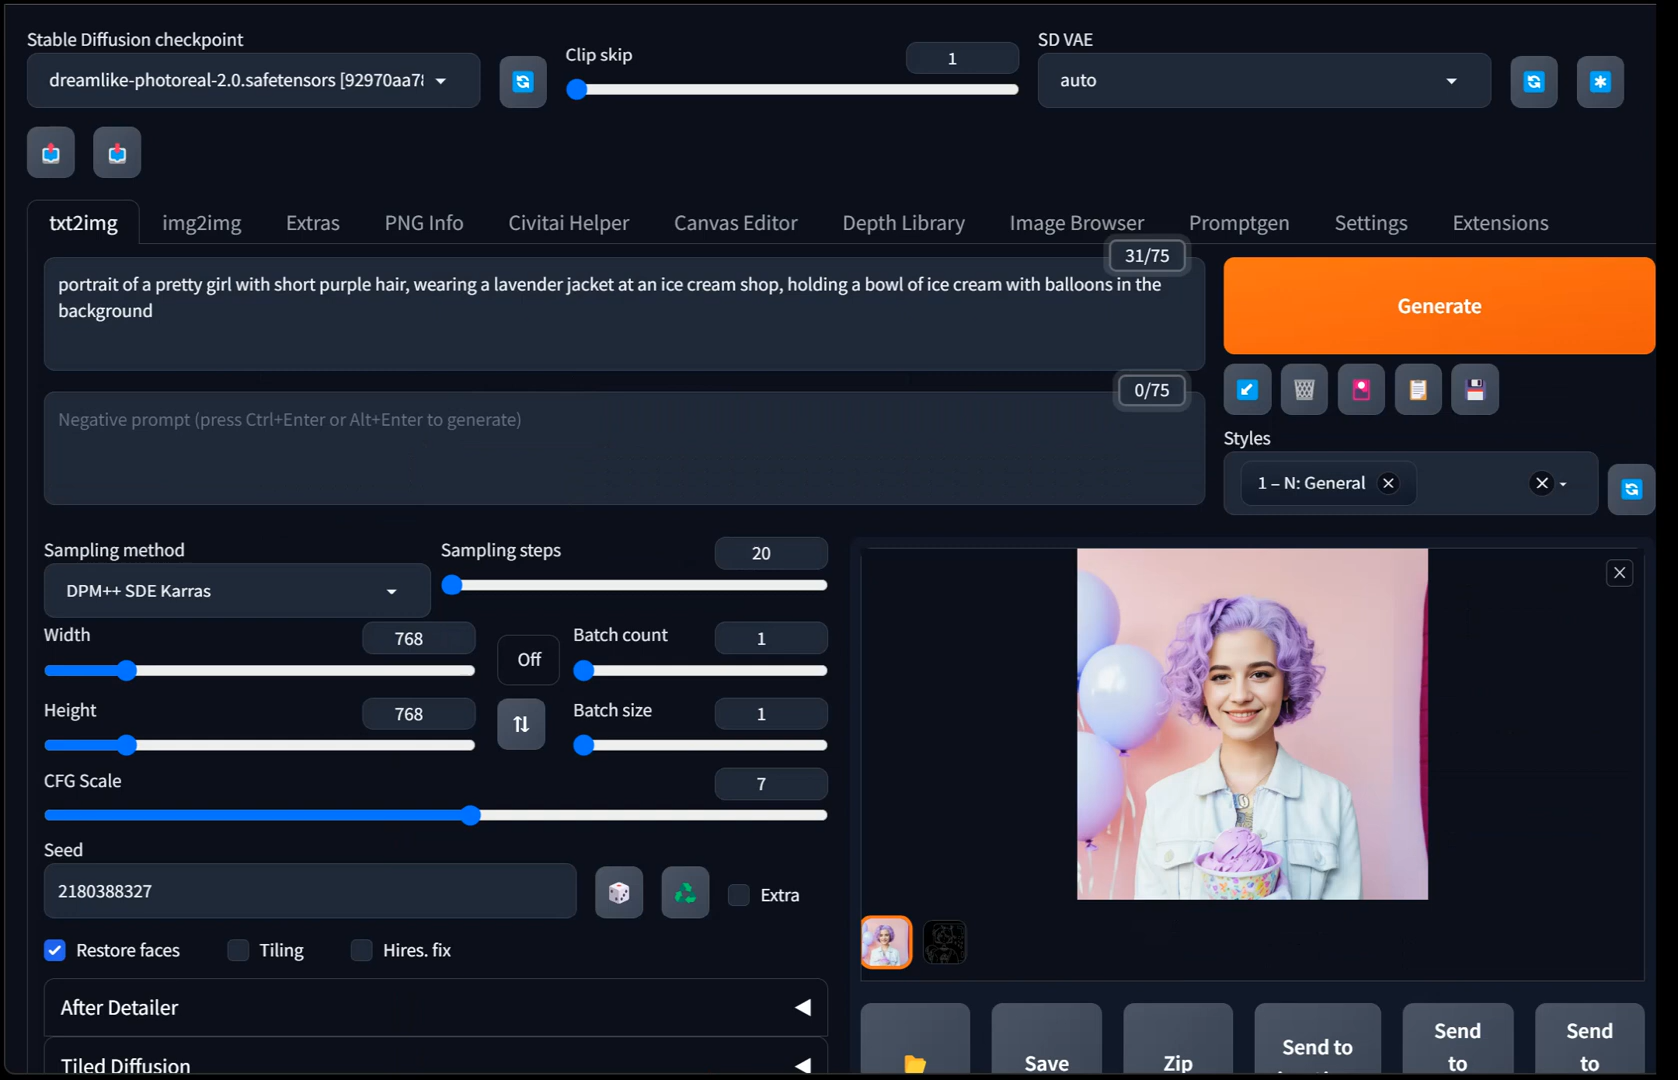 Stable Diffusion checkpoint
dreamlike-photoreal-2.0.safetensors [92970aa78
Clip skip
1
SD VAE
auto
txt2img
img2img
Extras
PNG Info
Civitai Helper
Canvas Editor
Depth Library
Image Browser
Promptgen
Settings
Extensions
31/75
portrait of a pretty girl with short purple hair, wearing a lavender jacket at an ice cream shop, holding a bowl of ice cream with balloons in the
background
Generate
0/75
Negative prompt (press Ctrl+Enter or Alt+Enter to generate)
Styles
1 – N: General
Sampling method
DPM++ SDE Karras
Sampling steps
20
Width
768
Off
Batch count
1
Height
768
Batch size
1
CFG Scale
7
Seed
2180388327
Extra
Restore faces
Tiling
Hires. fix
After Detailer
Tiled Diffusion
Save
Zip
Send to
Send
to
Send
to